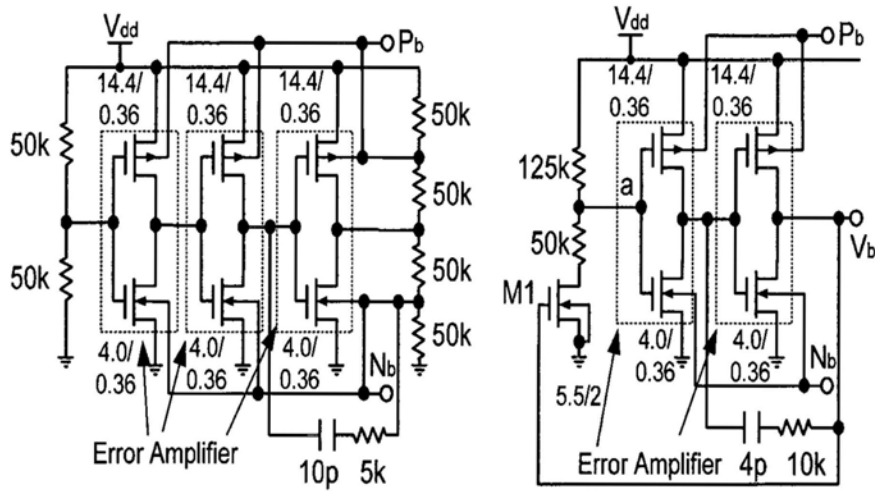 Vdd
Pb
14.4/
0.36
14.4/
0.36
14.4/
0.36
50k
50k
50k
50k
50k
50k
4.0/
0.36
4.0/
0.36
4.0/
0.36
Nb
Error Amplifier
10p
5k
Vdd
Pb
14.4/
0.36
14.4/
0.36
125k
a
50k
Vb
M1
4.0/
0.36
4.0/
0.36
Nb
5.5/2
Error Amplifier
4p
10k